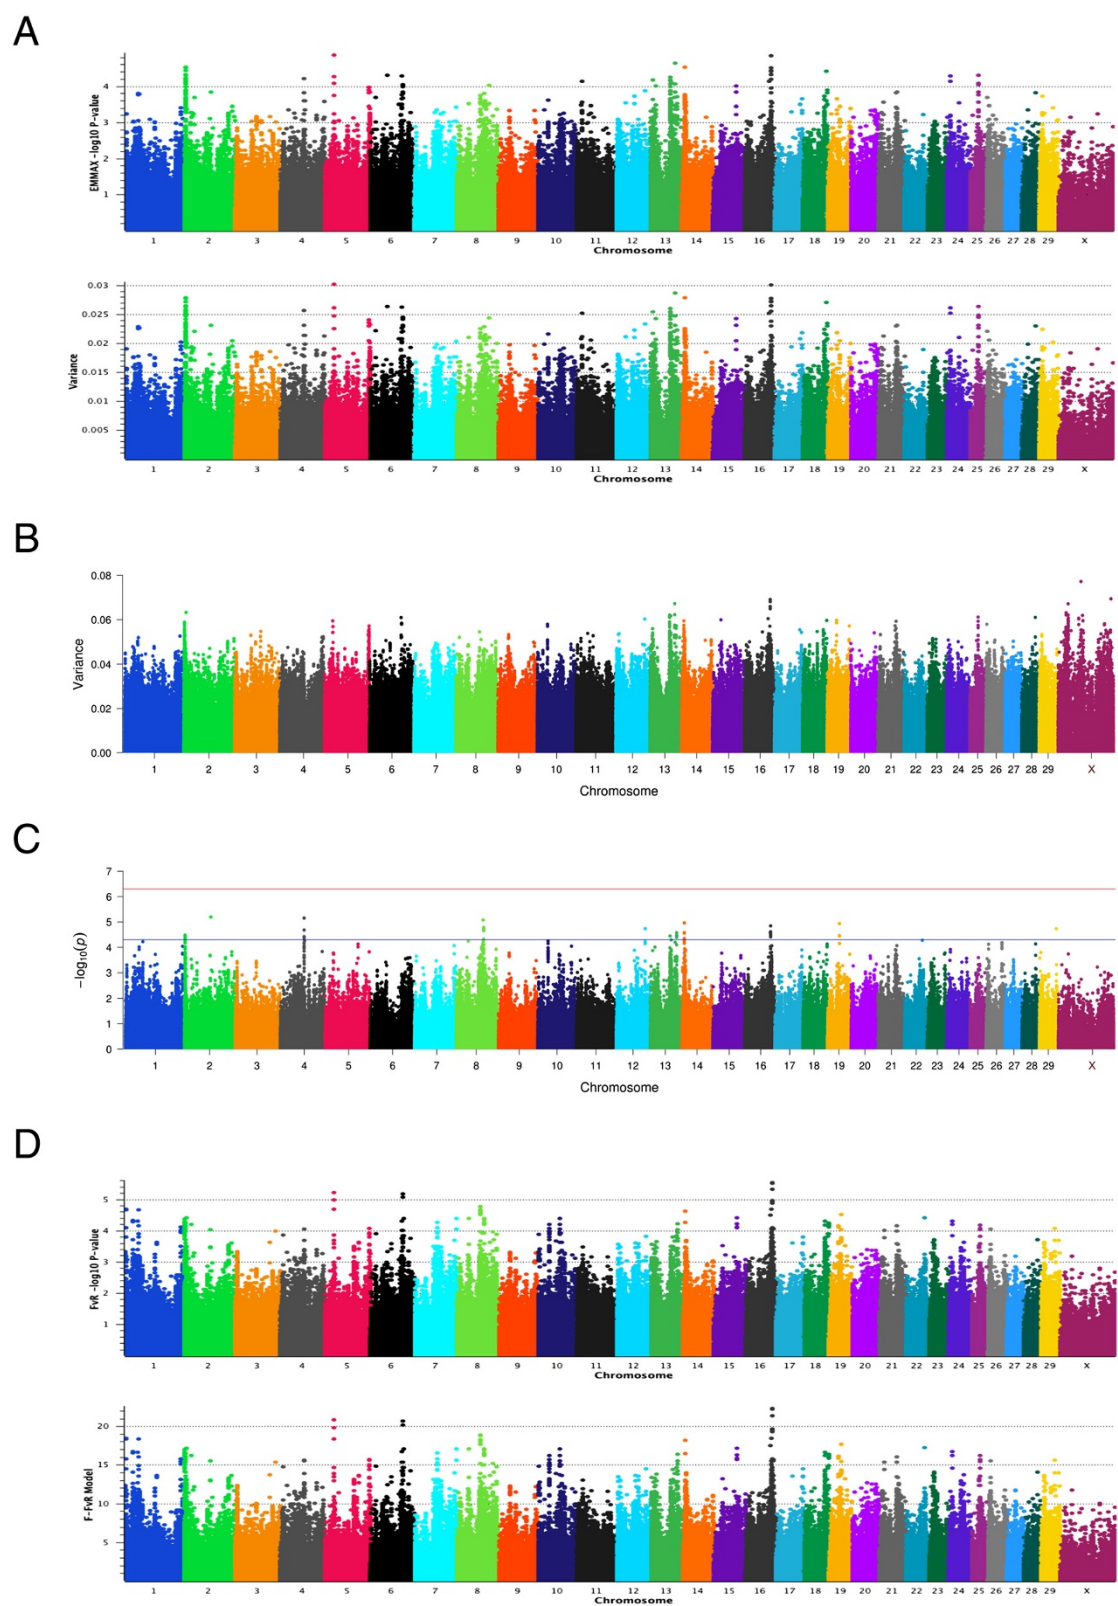 A
EMMAX -log10 P-value
4
3
2
1
1 2 3 4 5 6 7 8 9 10 11 12 13 14 15 16 17 18 19 20 21 22 23 24 25 26 27 28 29 X
Chromosome
Variance
0.03
0.025
0.02
0.015
0.01
0.005
1 2 3 4 5 6 7 8 9 10 11 12 13 14 15 16 17 18 19 20 21 22 23 24 25 26 27 28 29 X
Chromosome
B
Variance
0.08
0.06
0.04
0.02
0.00
1 2 3 4 5 6 7 8 9 10 11 12 13 14 15 16 17 18 19 20 21 22 23 24 25 26 27 28 29 X
Chromosome
C
−log10(p)
7
6
5
4
3
2
1
0
1 2 3 4 5 6 7 8 9 10 11 12 13 14 15 16 17 18 19 20 21 22 23 24 25 26 27 28 29 X
Chromosome
D
FvR -log10 P-value
5
4
3
2
1
1 2 3 4 5 6 7 8 9 10 11 12 13 14 15 16 17 18 19 20 21 22 23 24 25 26 27 28 29 X
Chromosome
F-FvR Model
20
15
10
5
1 2 3 4 5 6 7 8 9 10 11 12 13 14 15 16 17 18 19 20 21 22 23 24 25 26 27 28 29 X
Chromosome